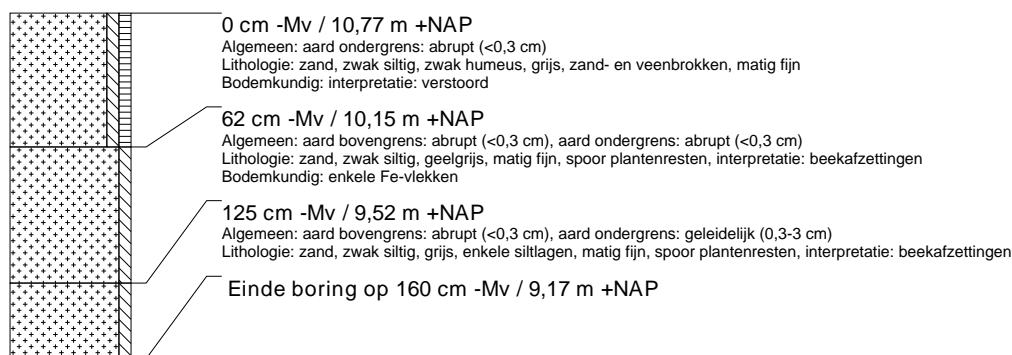 0 cm -Mv / 10,77 m +NAP
Algemeen: aard ondergrens: abrupt (<0,3 cm)
Lithologie: zand, zwak siltig, zwak humeus, grijs, zand- en veenbrokken, matig fijn
Bodemkundig: interpretatie: verstoord
62 cm -Mv / 10,15 m +NAP
Algemeen: aard bovengrens: abrupt (<0,3 cm), aard ondergrens: abrupt (<0,3 cm)
Lithologie: zand, zwak siltig, geelgrijs, matig fijn, spoor plantenresten, interpretatie: beekafzettingen
Bodemkundig: enkele Fe-vlekken
125 cm -Mv / 9,52 m +NAP
Algemeen: aard bovengrens: abrupt (<0,3 cm), aard ondergrens: geleidelijk (0,3-3 cm)
Lithologie: zand, zwak siltig, grijs, enkele siltlagen, matig fijn, spoor plantenresten, interpretatie: beekafzettingen
Einde boring op 160 cm -Mv / 9,17 m +NAP